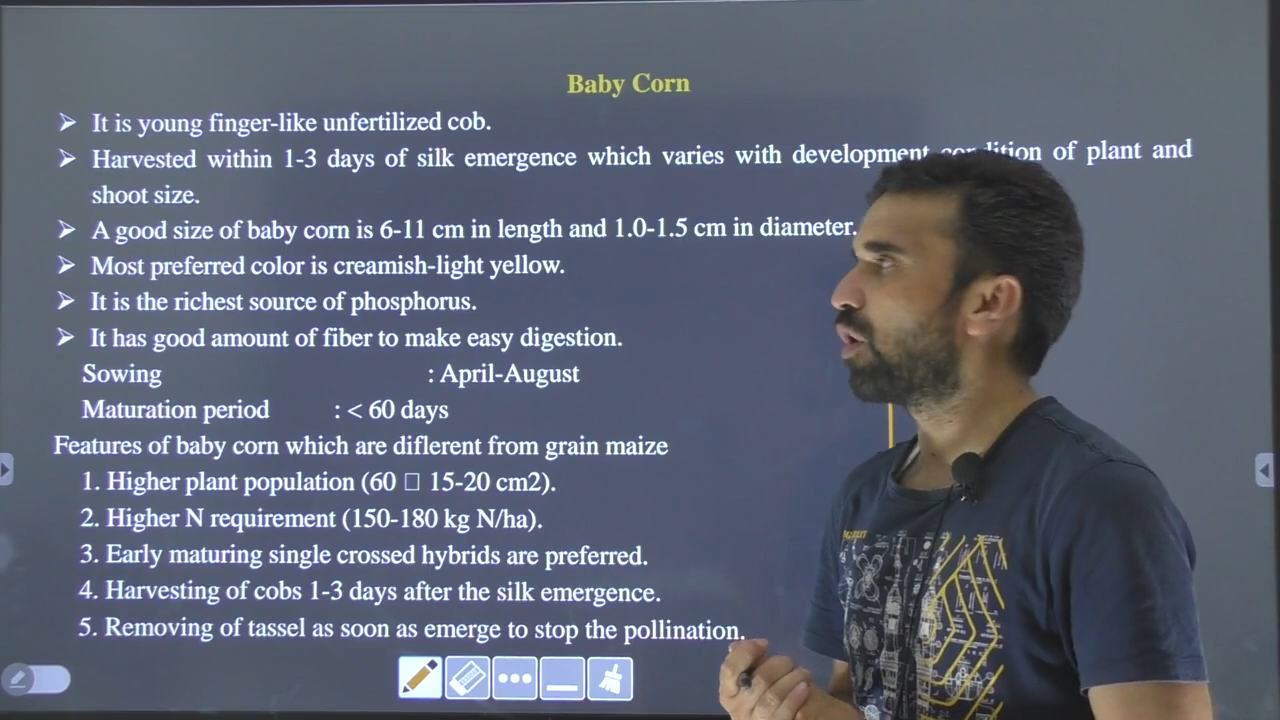 Baby Corn
➢ It is young finger-like unfertilized cob.
➢ Harvested within 1-3 days of silk emergence which varies with development condition of plant and
shoot size.
➢ A good size of baby corn is 6-11 cm in length and 1.0-1.5 cm in diameter.
➢ Most preferred color is creamish-light yellow.
➢ It is the richest source of phosphorus.
➢ It has good amount of fiber to make easy digestion.
Sowing : April-August
Maturation period : < 60 days
Features of baby corn which are different from grain maize
1. Higher plant population (60 □ 15-20 cm2).
2. Higher N requirement (150-180 kg N/ha).
3. Early maturing single crossed hybrids are preferred.
4. Harvesting of cobs 1-3 days after the silk emergence.
5. Removing of tassel as soon as emerge to stop the pollination.